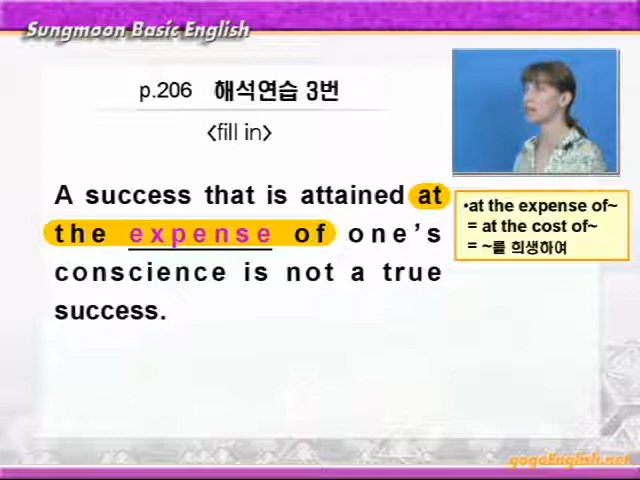 Sungmoon Basic English
p.206 해석연습 3번
<fill in>
A success that is attained at
the expense of one's
conscience is not a true
success.
•at the expense of~
= at the cost of~
= ~를 희생하여
gogoEnglish.net